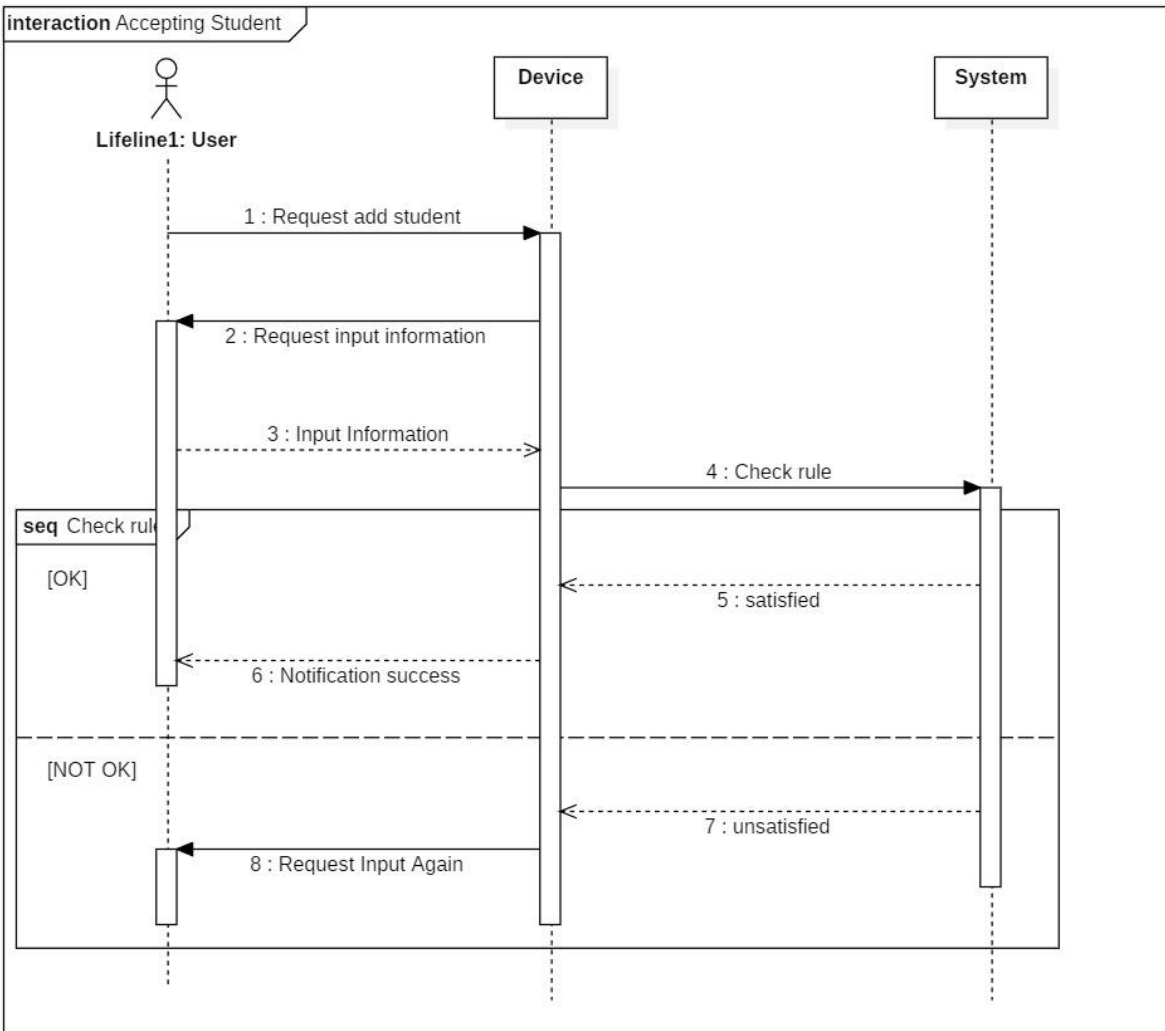 interaction Accepting Student
Lifeline1: User
Device
System
1 : Request add student
2 : Request input information
3 : Input Information
4 : Check rule
seq Check rule
[OK]
5 : satisfied
6 : Notification success
[NOT OK]
7 : unsatisfied
8 : Request Input Again